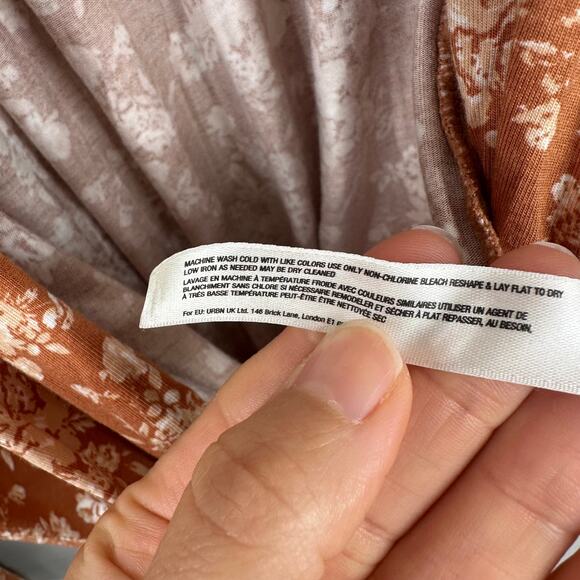 MACHINE WASH COLD WITH LIKE COLORS USE ONLY NON-CHLORINE BLEACH RESHAPE & LAY FLAT TO DRY
LOW IRON AS NEEDED MAY BE DRY CLEANED
LAVAGE EN MACHINE À TEMPÉRATURE FROIDE AVEC COULEURS SIMILAIRES UTILISER UN AGENT DE
BLANCHIMENT SANS CHLORE SI NÉCESSAIRE REMODELER ET SÉCHER À PLAT REPASSER, AU BESOIN,
À TRÈS BASSE TEMPÉRATURE PEUT-ÊTRE ÊTRE NETTOYÉE SEC
For EU: URBN UK Ltd. 146 Brick Lane, London E1